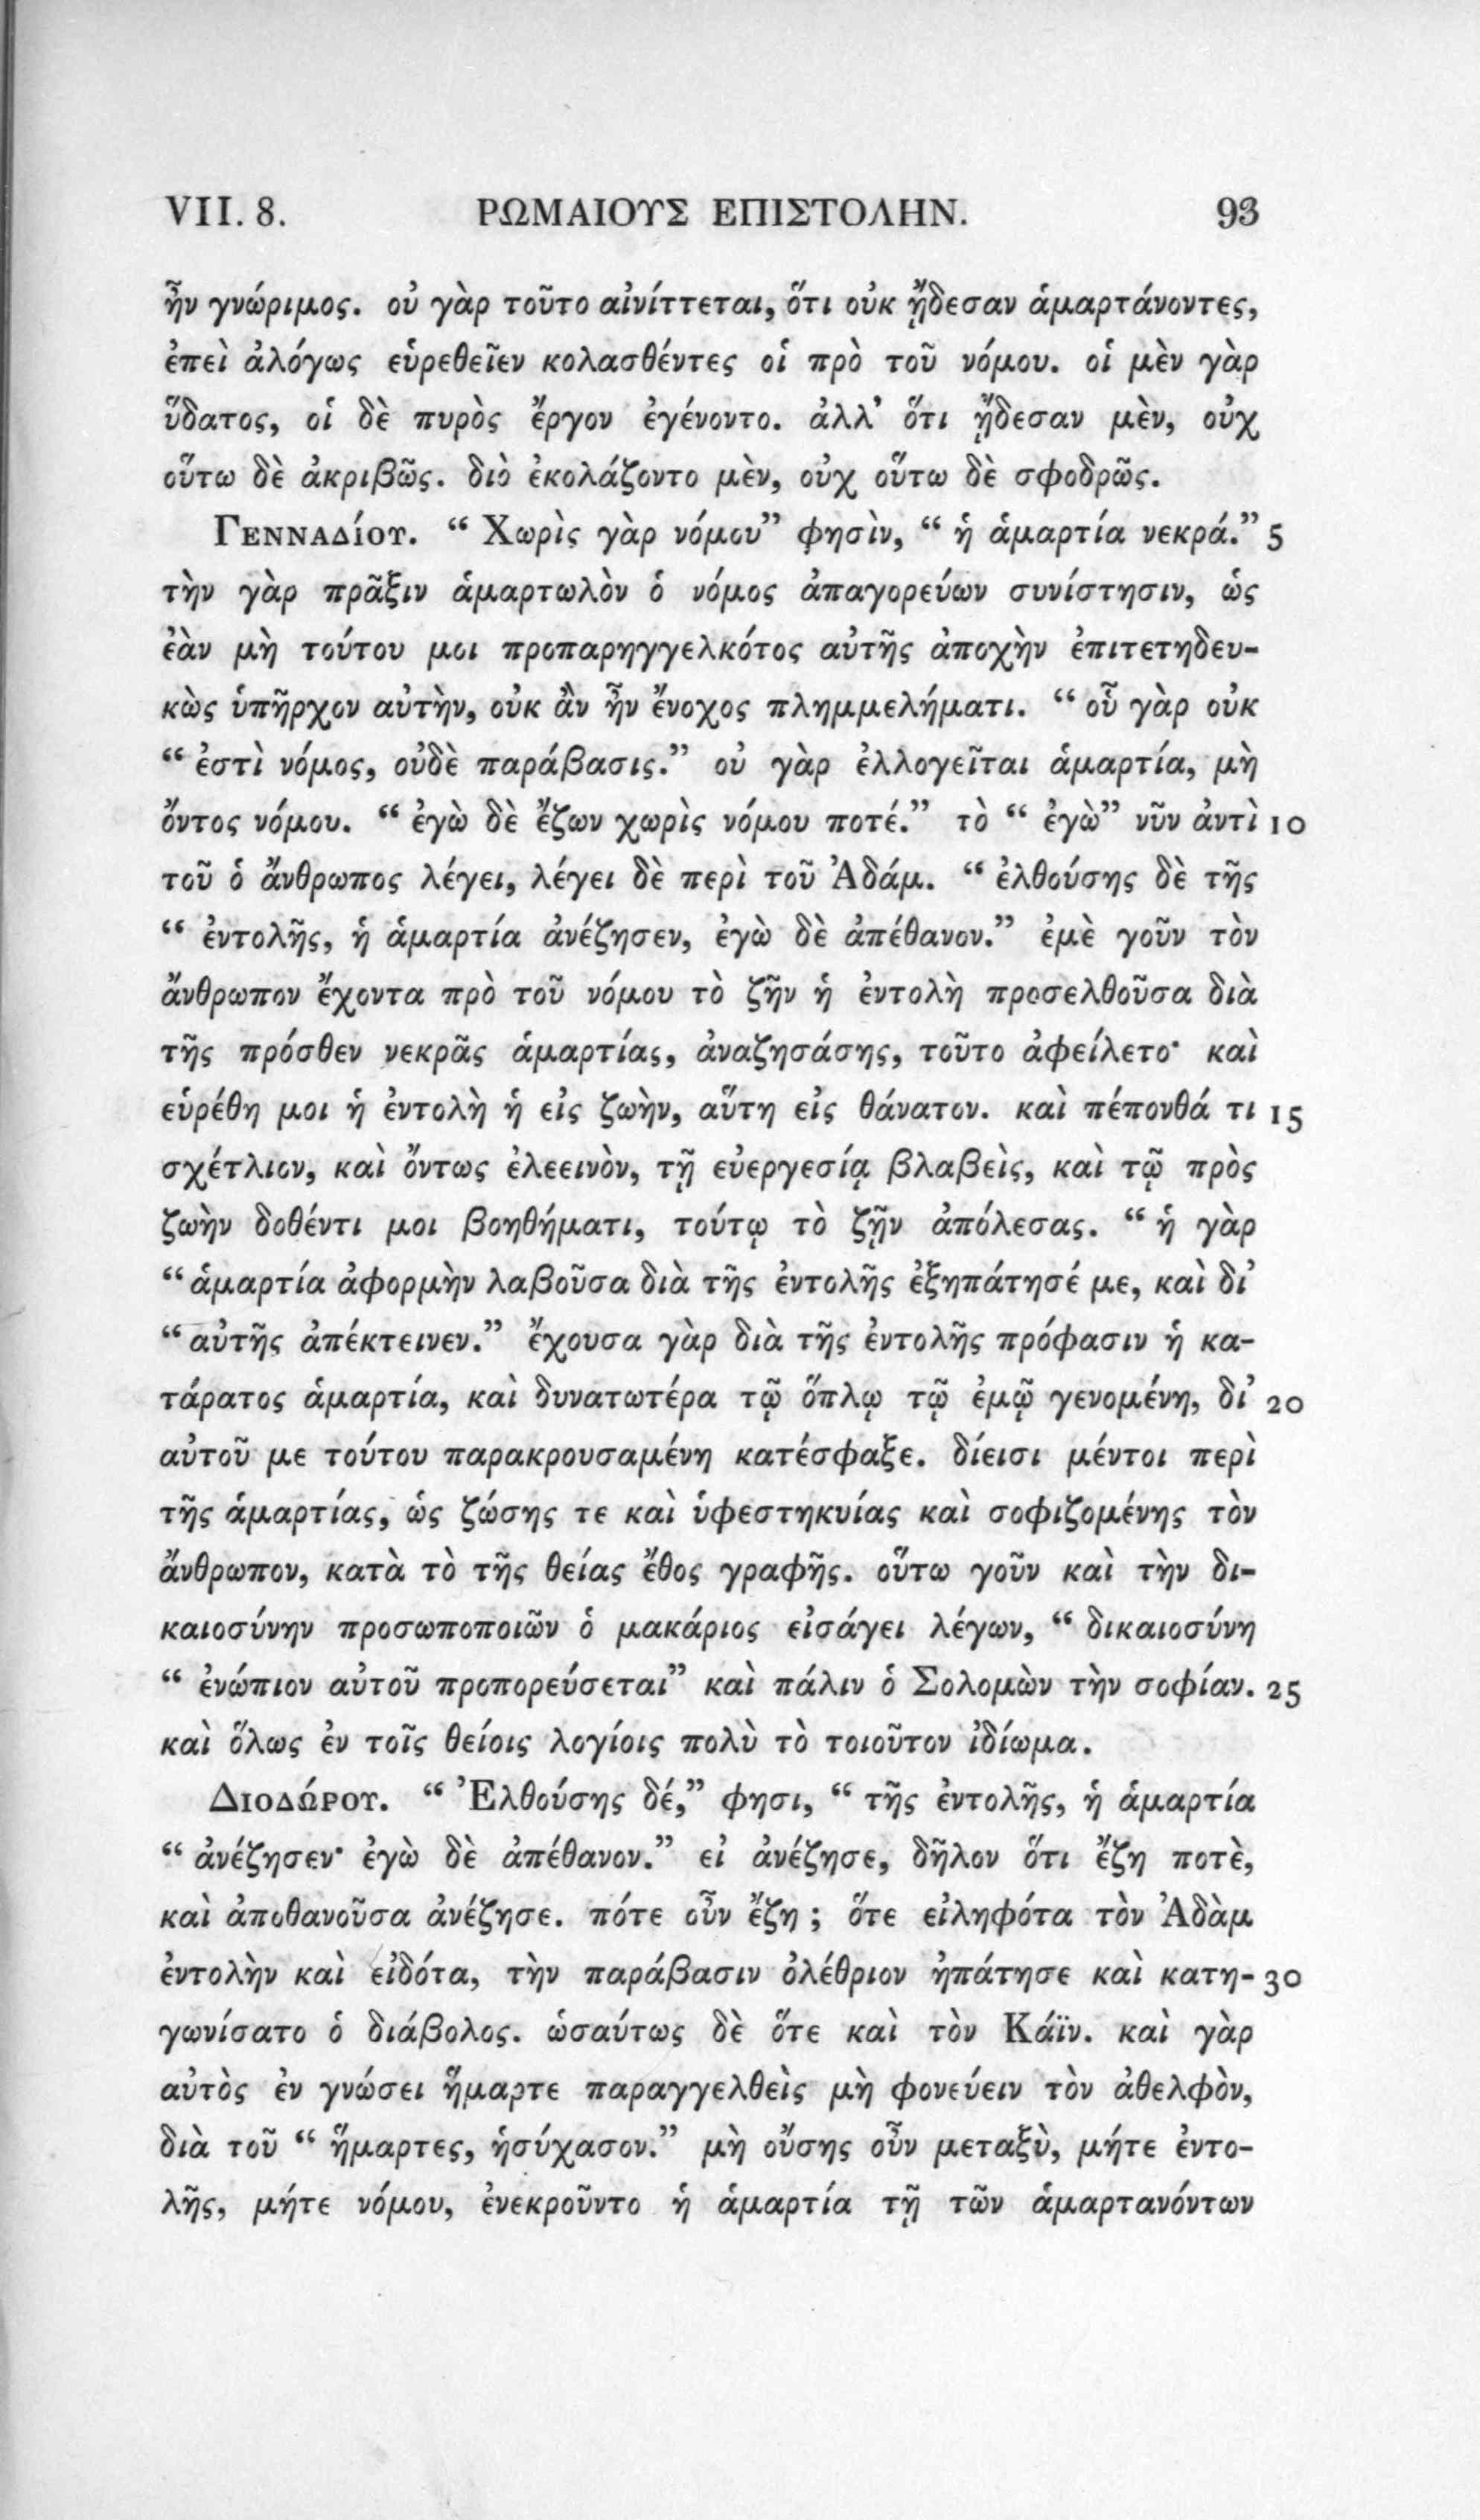 VII. 8. ΡΩΜΑΙΟΥΣ ΕΠΙΣΤΟΛΗΝ. 93
ἦν γνώριμος. οὐ γὰρ τοῦτο αἰνίττεται, ὅτι οὐκ ᾔδεσαν ἁμαρτάνοντες,
ἐπεὶ ἀλόγως εὑρεθεῖεν κολασθέντες οἱ πρὸ τοῦ νόμου. οἱ μὲν γὰρ
ὕδατος, οἱ δὲ πυρὸς ἔργον ἐγένοντο. ἀλλ’ ὅτι ᾔδεσαν μὲν, οὐχ
οὕτω δὲ ἀκριβῶς. διὸ ἐκολάζοντο μὲν, οὐχ οὕτω δὲ σφοδρῶς.
Γενναδίου. “ Χωρὶς γὰρ νόμου” φησὶν, “ ἡ ἁμαρτία νεκρά.” 5
τὴν γὰρ πρᾶξιν ἁμαρτωλὸν ὁ νόμος ἀπαγορεύων συνίστησιν, ὡς
ἐὰν μὴ τούτου μοι προπαρηγγελκότος αὐτῆς ἀποχὴν ἐπιτετηδευ-
κὼς ὑπῆρχον αὐτὴν, οὐκ ἂν ἦν ἔνοχος πλημμελήματι. “ οὗ γὰρ οὐκ
“ ἐστὶ νόμος, οὐδὲ παράβασις.” οὐ γὰρ ἐλλογεῖται ἁμαρτία, μὴ
ὄντος νόμου. “ ἐγὼ δὲ ἔζων χωρὶς νόμου ποτέ.” τὸ “ ἐγὼ” νῦν ἀντὶ 10
τοῦ ὁ ἄνθρωπος λέγει, λέγει δὲ περὶ τοῦ Ἀδάμ. “ ἐλθούσης δὲ τῆς
“ ἐντολῆς, ἡ ἁμαρτία ἀνέζησεν, ἐγὼ δὲ ἀπέθανον.” ἐμὲ γοῦν τὸν
ἄνθρωπον ἔχοντα πρὸ τοῦ νόμου τὸ ζῆν ἡ ἐντολὴ προσελθοῦσα διὰ
τῆς πρόσθεν νεκρᾶς ἁμαρτίας, ἀναζησάσης, τοῦτο ἀφείλετο· καὶ
εὑρέθη μοι ἡ ἐντολὴ ἡ εἰς ζωὴν, αὕτη εἰς θάνατον. καὶ πέπονθά τι 15
σχέτλιον, καὶ ὄντως ἐλεεινὸν, τῇ εὐεργεσίᾳ βλαβεὶς, καὶ τῷ πρὸς
ζωὴν δοθέντι μοι βοηθήματι, τούτῳ τὸ ζῇν ἀπόλεσας. “ ἡ γὰρ
“ ἁμαρτία ἀφορμὴν λαβοῦσα διὰ τῆς ἐντολῆς ἐξηπάτησέ με, καὶ δι’
“ αὐτῆς ἀπέκτεινεν.” ἔχουσα γὰρ διὰ τῆς ἐντολῆς πρόφασιν ἡ κα-
τάρατος ἁμαρτία, καὶ δυνατωτέρα τῷ ὅπλῳ τῷ ἐμῷ γενομένη, δι’ 20
αὐτοῦ με τούτου παρακρουσαμένη κατέσφαξε. δίεισι μέντοι περὶ
τῆς ἁμαρτίας, ὡς ζώσης τε καὶ ὑφεστηκυίας καὶ σοφιζομένης τὸν
ἄνθρωπον, κατὰ τὸ τῆς θείας ἔθος γραφῆς. οὕτω γοῦν καὶ τὴν δι-
καιοσύνην προσωποποιῶν ὁ μακάριος εἰσάγει λέγων, “ δικαιοσύνη
“ ἐνώπιον αὐτοῦ προπορεύσεται” καὶ πάλιν ὁ Σολομὼν τὴν σοφίαν. 25
καὶ ὅλως ἐν τοῖς θείοις λογίοις πολὺ τὸ τοιοῦτον ἰδίωμα.
Διοδώρου. “ Ἐλθούσης δέ,” φησι, “ τῆς ἐντολῆς, ἡ ἁμαρτία
“ ἀνέζησεν· ἐγὼ δὲ ἀπέθανον.” εἰ ἀνέζησε, δῆλον ὅτι ἔζη ποτὲ,
καὶ ἀποθανοῦσα ἀνέζησε. πότε οὖν ἔζη ; ὅτε εἰληφότα τὸν Ἀδὰμ
ἐντολὴν καὶ εἰδότα, τὴν παράβασιν ὀλέθριον ἠπάτησε καὶ κατη- 30
γωνίσατο ὁ διάβολος. ὡσαύτως δὲ ὅτε καὶ τὸν Κάϊν. καὶ γὰρ
αὐτὸς ἐν γνώσει ἥμαρτε παραγγελθεὶς μὴ φονεύειν τὸν ἀθελφὸν,
διὰ τοῦ “ ἥμαρτες, ἡσύχασον.” μὴ οὔσης οὖν μεταξὺ, μήτε ἐντο-
λῆς, μήτε νόμου, ἐνεκροῦντο ἡ ἁμαρτία τῇ τῶν ἁμαρτανόντων